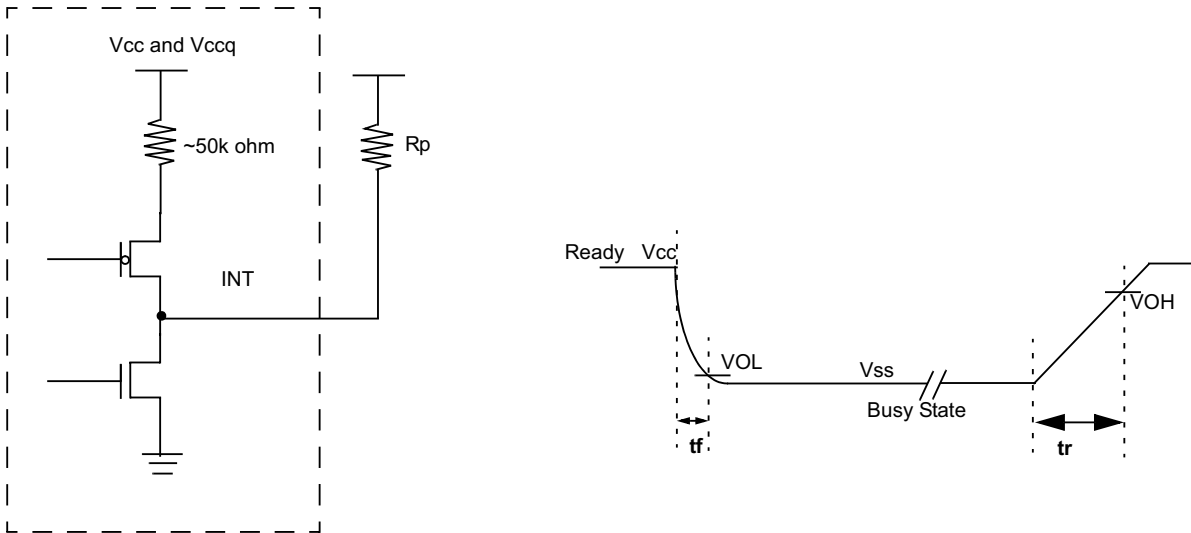 Vcc and Vccq
~50k ohm
Rp
INT
Ready Vcc
VOL
Vss
Busy State
VOH
tf
tr